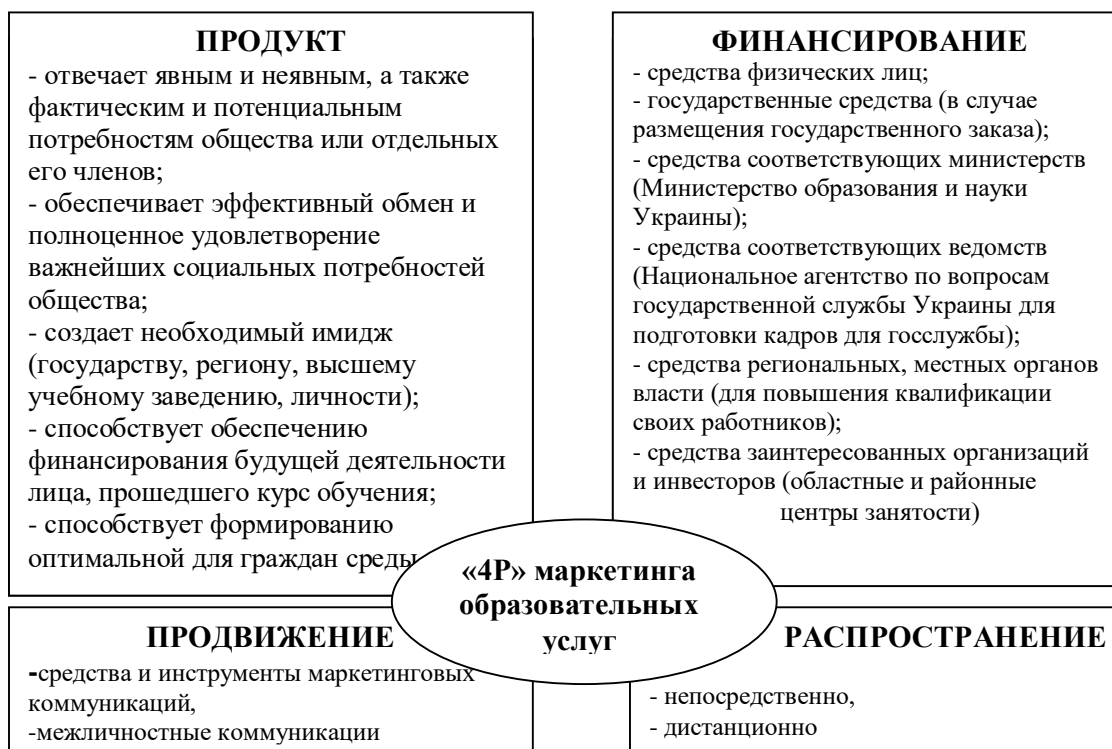 ПРОДУКТ
- отвечает явным и неявным, а также
фактическим и потенциальным
потребностям общества или отдельных
его членов;
- обеспечивает эффективный обмен и
полноценное удовлетворение
важнейших социальных потребностей
общества;
- создает необходимый имидж
(государству, региону, высшему
учебному заведению, личности);
- способствует обеспечению
финансирования будущей деятельности
лица, прошедшего курс обучения;
- способствует формированию
оптимальной для граждан среды
ФИНАНСИРОВАНИЕ
- средства физических лиц;
- государственные средства (в случае
размещения государственного заказа);
- средства соответствующих министерств
(Министерство образования и науки
Украины);
- средства соответствующих ведомств
(Национальное агентство по вопросам
государственной службы Украины для
подготовки кадров для госслужбы);
- средства региональных, местных органов
власти (для повышения квалификации
своих работников);
- средства заинтересованных организаций
и инвесторов (областные и районные
центры занятости)
«4Р» маркетинга
образовательных
услуг
ПРОДВИЖЕНИЕ
-средства и инструменты маркетинговых
коммуникаций,
-межличностные коммуникации
РАСПРОСТРАНЕНИЕ
- непосредственно,
- дистанционно